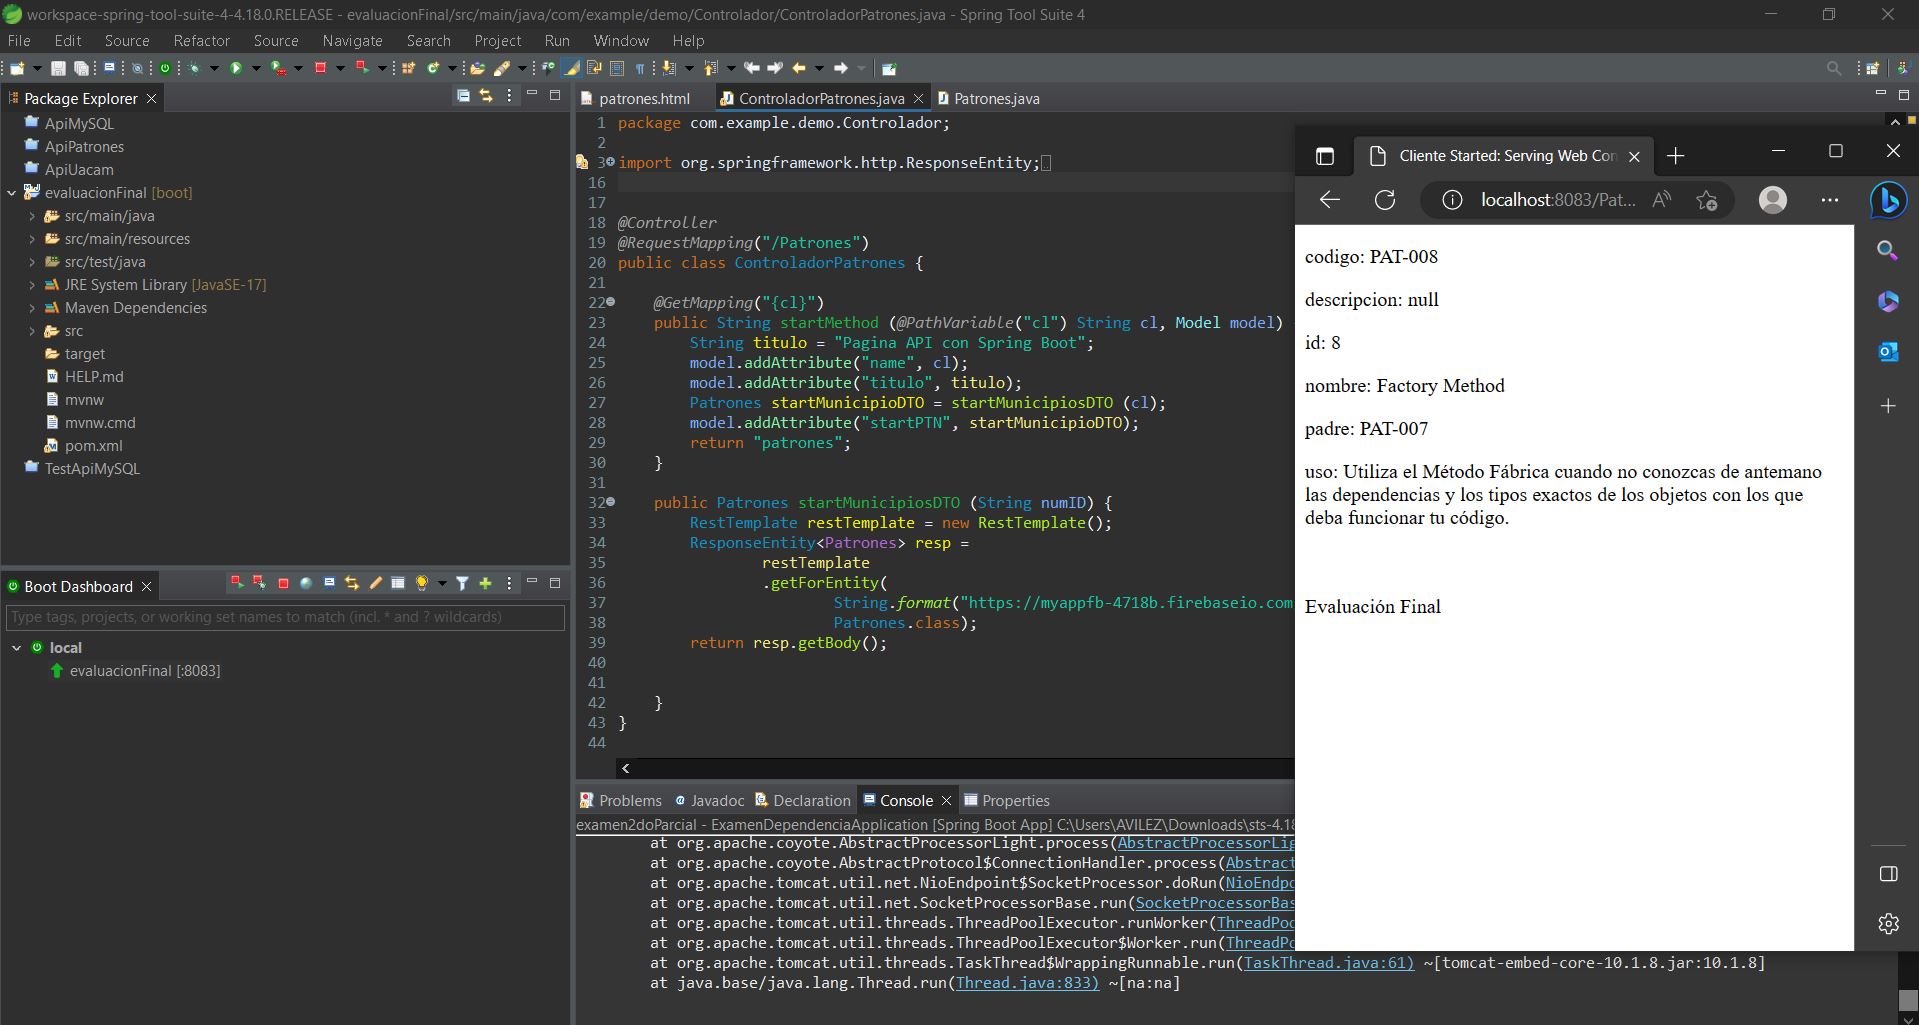 workspace-spring-tool-suite-4-4.18.0.RELEASE - evaluacionFinal/src/main/java/com/example/demo/Controlador/ControladorPatrones.java - Spring Tool Suite 4
File Edit Source Refactor Source Navigate Search Project Run Window Help
Package Explorer
ApiMySQL
ApiPatrones
ApiUacam
evaluacionFinal [boot]
src/main/java
src/main/resources
src/test/java
JRE System Library [JavaSE-17]
Maven Dependencies
src
target
HELP.md
mvnw
mvnw.cmd
pom.xml
TestApiMySQL
Boot Dashboard
Type tags, projects, or working set names to match (incl. * and ? wildcards)
local
evaluacionFinal [:8083]
patrones.html ControladorPatrones.java Patrones.java
1 package com.example.demo.Controlador;
2
3 import org.springframework.http.ResponseEntity;
16
17
18 @Controller
19 @RequestMapping("/Patrones")
20 public class ControladorPatrones {
21
22 @GetMapping("{cl}")
23 public String startMethod (@PathVariable("cl") String cl, Model model)
24 String titulo = "Pagina API con Spring Boot";
25 model.addAttribute("name", cl);
26 model.addAttribute("titulo", titulo);
27 Patrones startMunicipioDTO = startMunicipiosDTO (cl);
28 model.addAttribute("startPTN", startMunicipioDTO);
29 return "patrones";
30 }
31
32 public Patrones startMunicipiosDTO (String numID) {
33 RestTemplate restTemplate = new RestTemplate();
34 ResponseEntity<Patrones> resp =
35 restTemplate
36 .getForEntity(
37 String.format("https://myappfb-4718b.firebaseio.com
38 Patrones.class);
39 return resp.getBody();
40
41
42 }
43 }
44
Problems Javadoc Declaration Console Properties
examen2doParcial - ExamenDependenciaApplication [Spring Boot App] C:\Users\AVILEZ\Downloads\sts-4.18
at org.apache.coyote.AbstractProcessorLight.process(AbstractProcessorLig
at org.apache.coyote.AbstractProtocol$ConnectionHandler.process(Abstract
at org.apache.tomcat.util.net.NioEndpoint$SocketProcessor.doRun(NioEndpo
at org.apache.tomcat.util.net.SocketProcessorBase.run(SocketProcessorBas
at org.apache.tomcat.util.threads.ThreadPoolExecutor.runWorker(ThreadPoo
at org.apache.tomcat.util.threads.ThreadPoolExecutor$Worker.run(ThreadPo
at org.apache.tomcat.util.threads.TaskThread$WrappingRunnable.run(TaskThread.java:61) ~[tomcat-embed-core-10.1.8.jar:10.1.8]
at java.base/java.lang.Thread.run(Thread.java:833) ~[na:na]
Cliente Started: Serving Web Con
localhost:8083/Pat...
codigo: PAT-008
descripcion: null
id: 8
nombre: Factory Method
padre: PAT-007
uso: Utiliza el Método Fábrica cuando no conozcas de antemano
las dependencias y los tipos exactos de los objetos con los que
deba funcionar tu código.
Evaluación Final